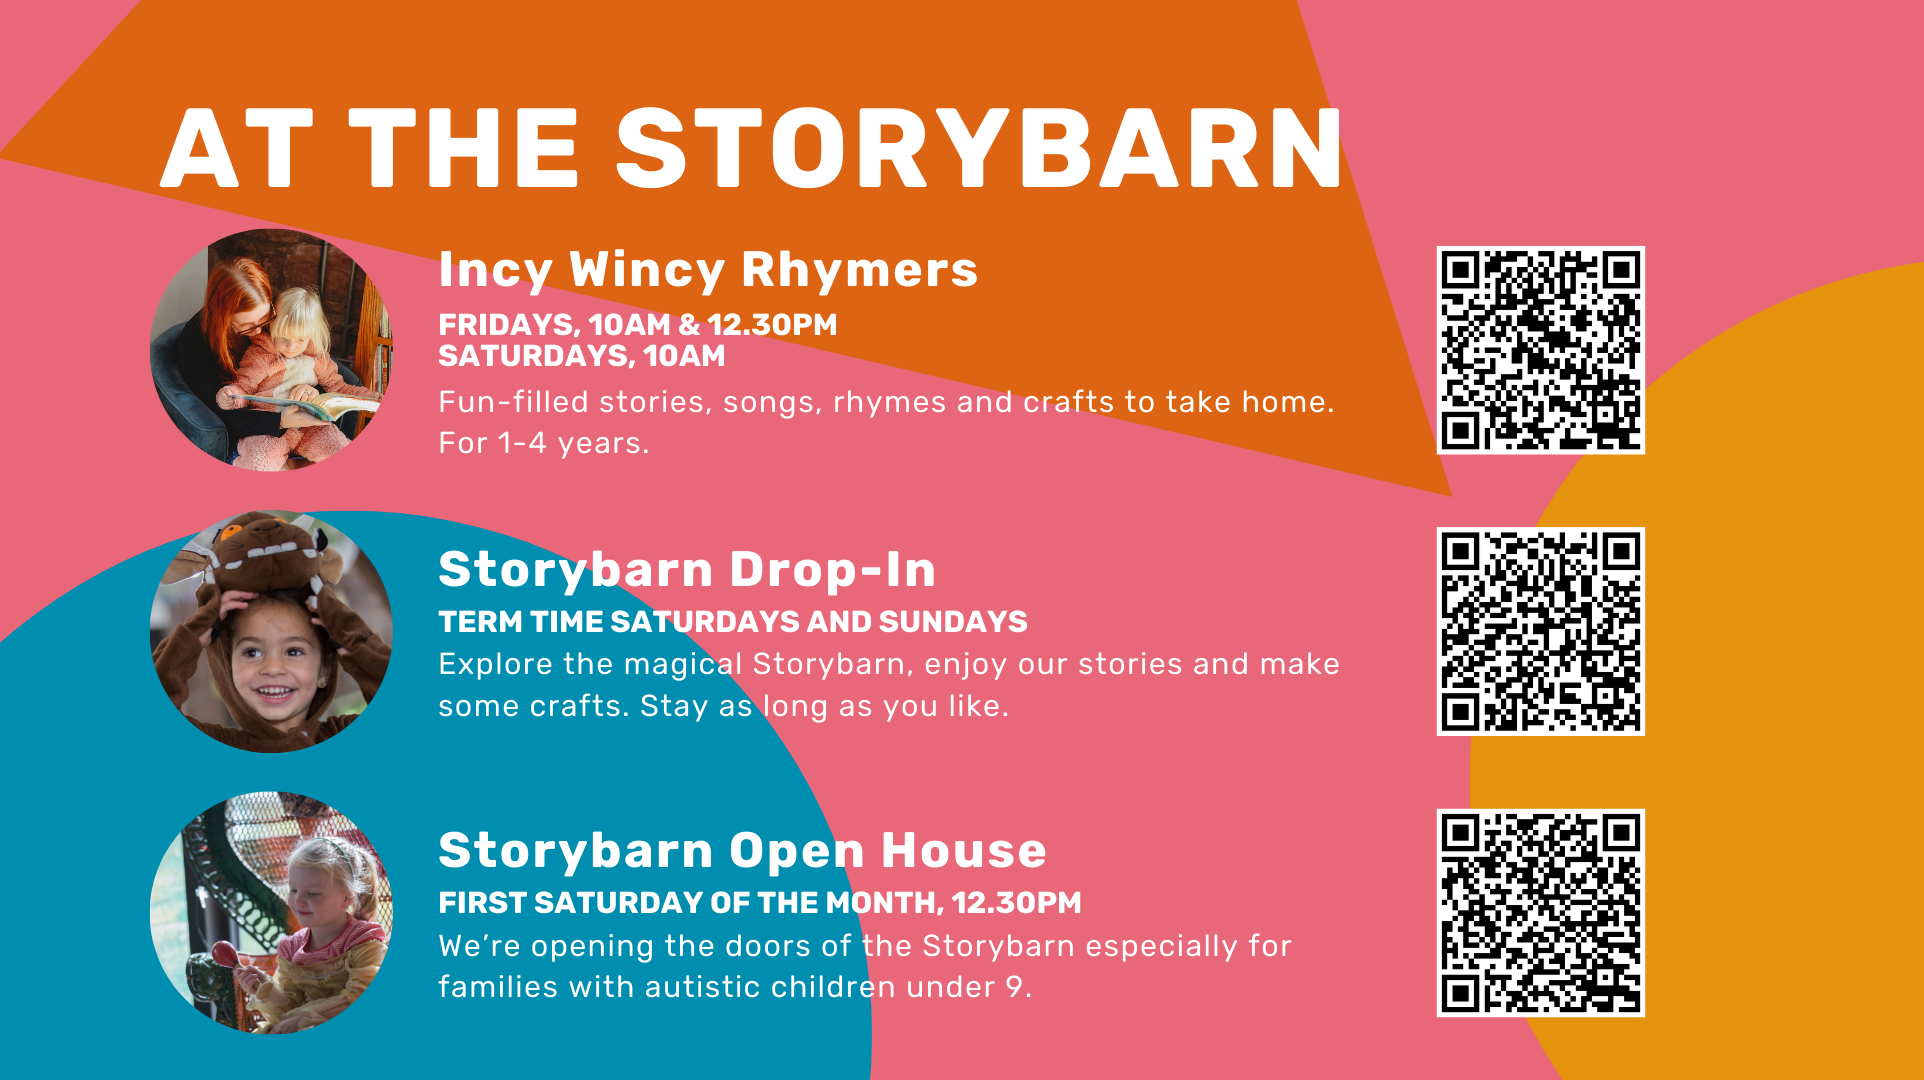 AT THE STORYBARN
Incy Wincy Rhymers
FRIDAYS, 10AM & 12.30PM
SATURDAYS, 10AM
Fun-filled stories, songs, rhymes and crafts to take home.
For 1-4 years.
Storybarn Drop-In
TERM TIME SATURDAYS AND SUNDAYS
Explore the magical Storybarn, enjoy our stories and make
some crafts. Stay as long as you like.
Storybarn Open House
FIRST SATURDAY OF THE MONTH, 12.30PM
We’re opening the doors of the Storybarn especially for
families with autistic children under 9.